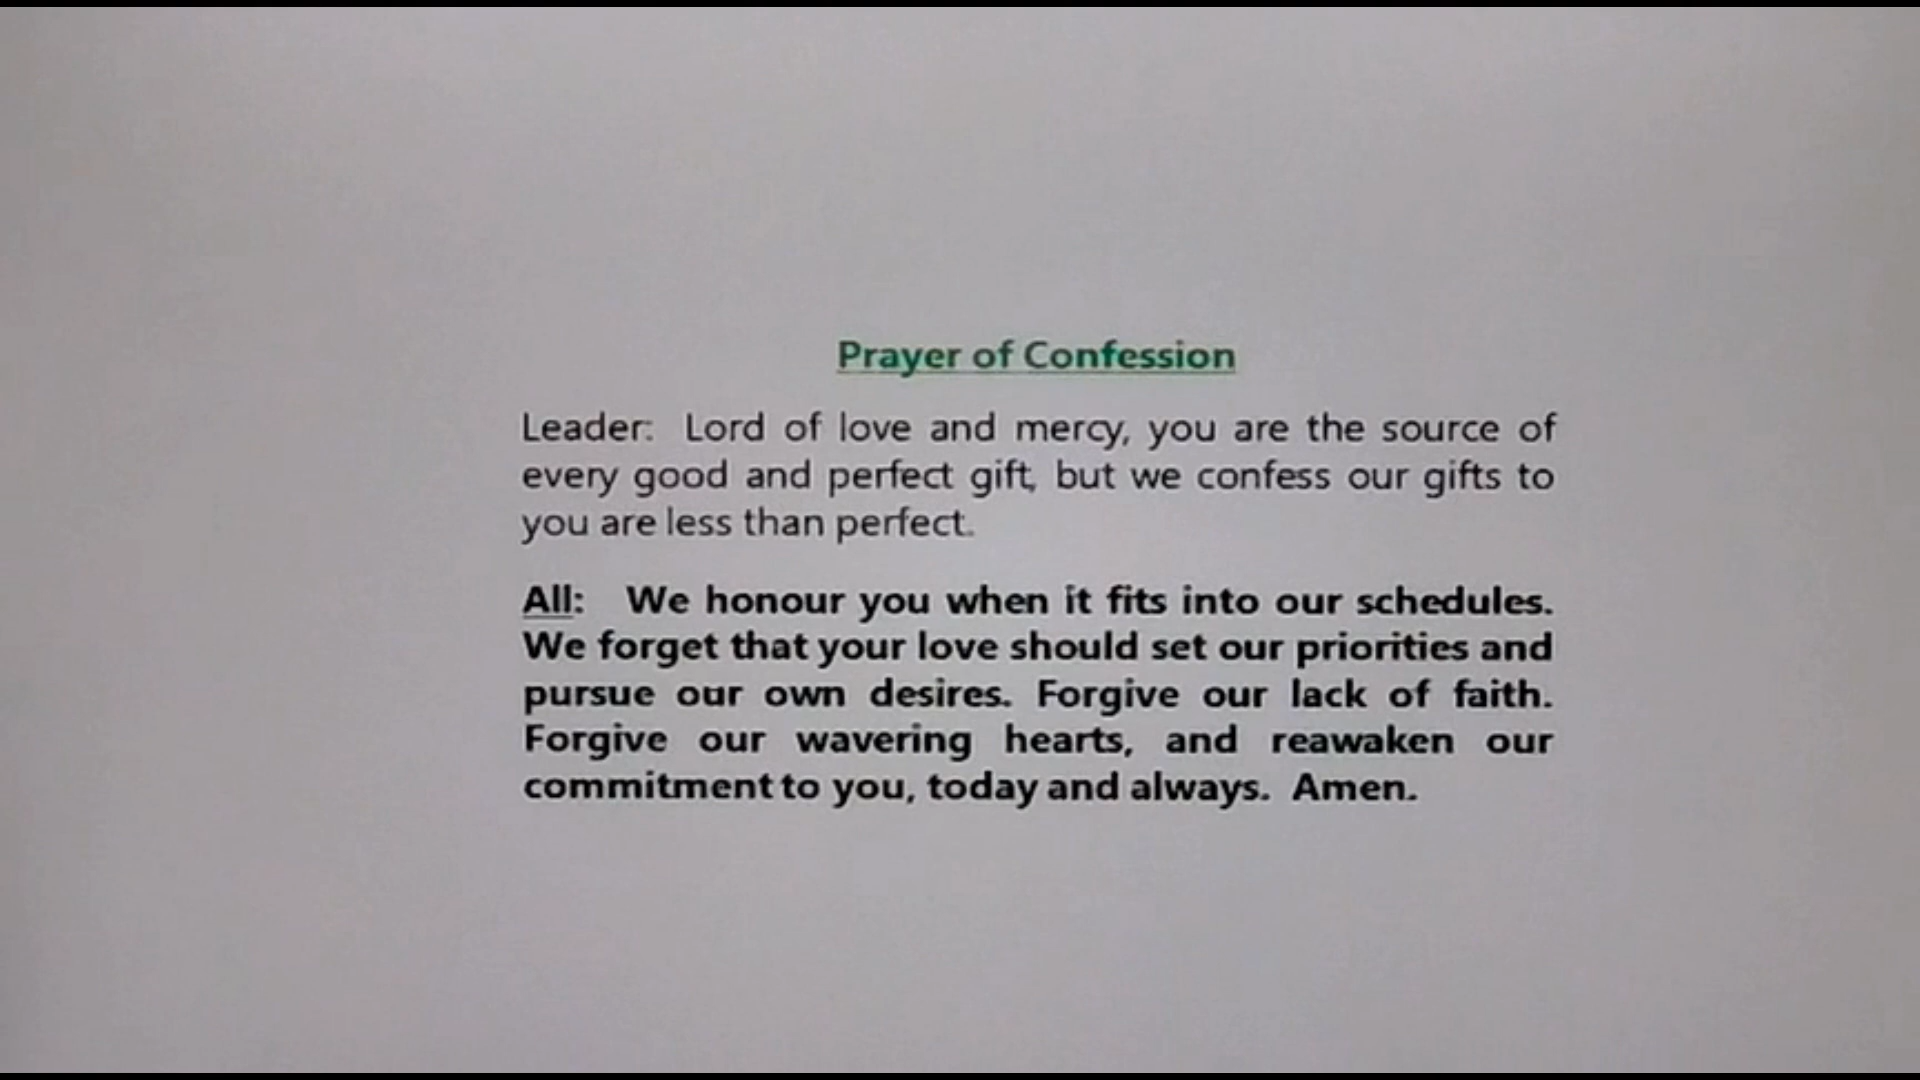 Prayer of Confession
Leader: Lord of love and mercy, you are the source of
every good and perfect gift, but we confess our gifts to
you are less than perfect.
All: We honour you when it fits into our schedules.
We forget that your love should set our priorities and
pursue our own desires. Forgive our lack of faith.
Forgive our wavering hearts, and reawaken our
commitment to you, today and always. Amen.